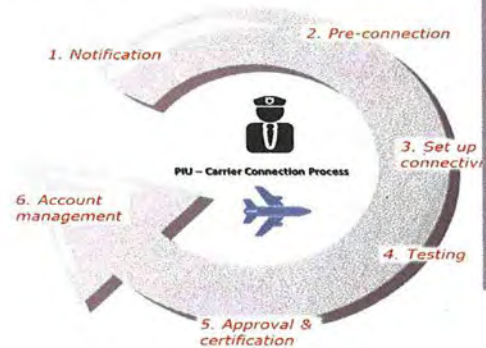 1. Notification
2. Pre-connection
3. Set up
connectivi
4. Testing
5. Approval &
certification
6. Account
management
PIU – Carrier Connection Process